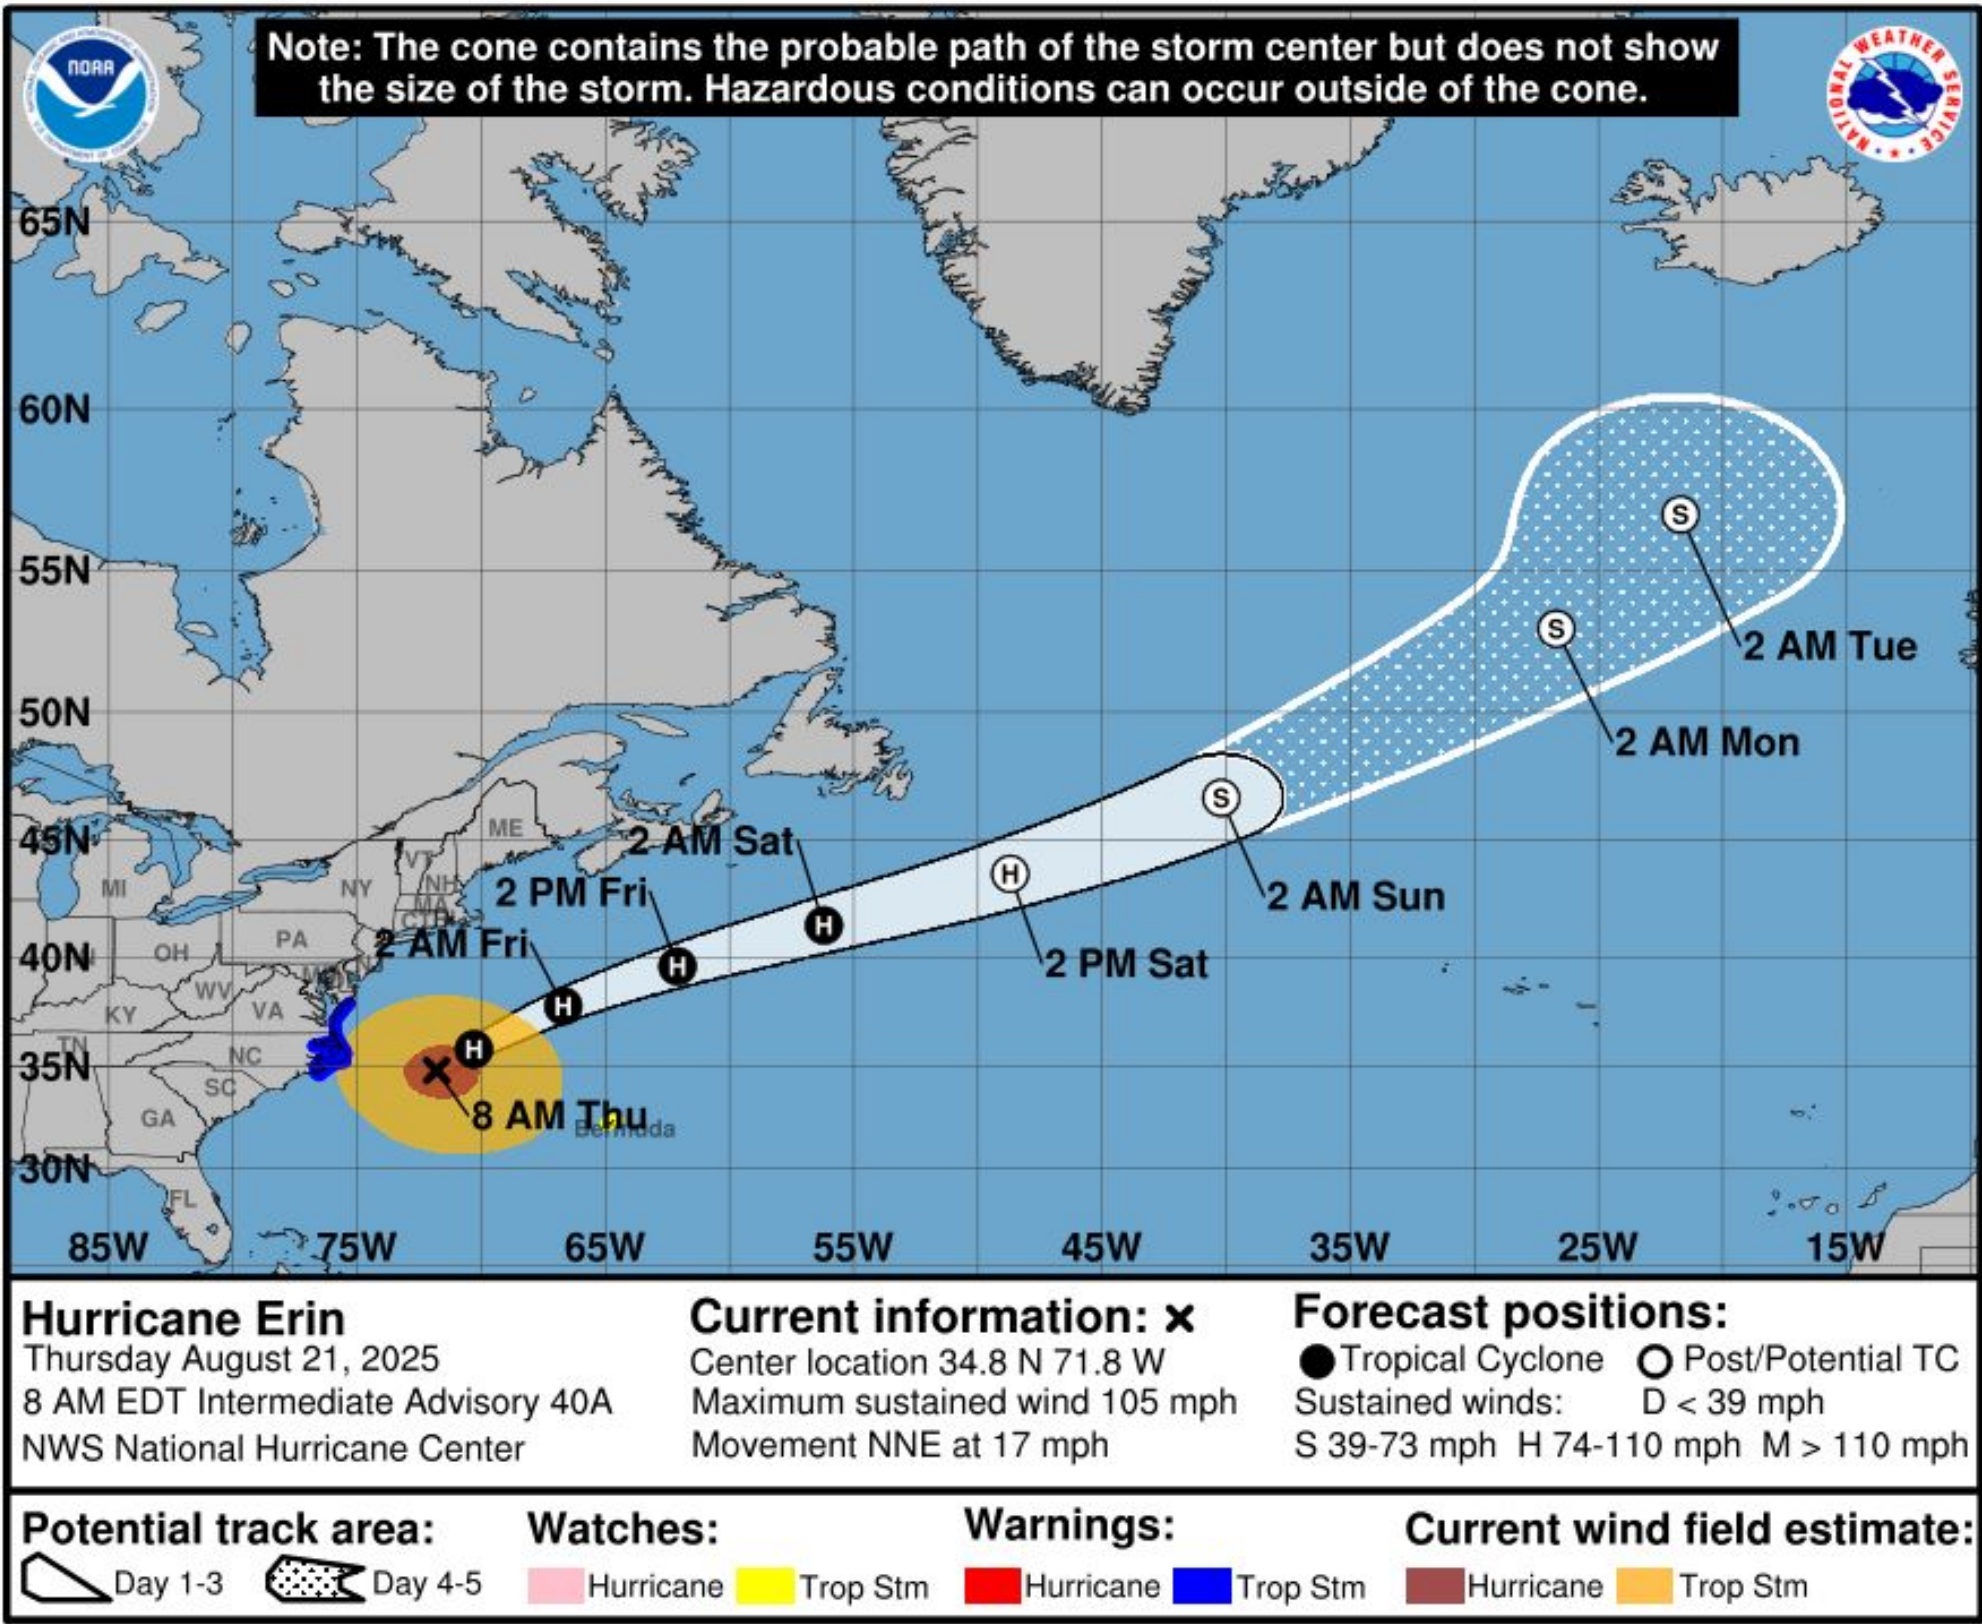 Note: The cone contains the probable path of the storm center but does not show
the size of the storm. Hazardous conditions can occur outside of the cone.
NOAA
NATIONAL WEATHER SERVICE
65N
60N
55N
50N
45N
40N
35N
30N
85W 75W 65W 55W 45W 35W 25W 15W
ME
VT
NH
MA
CT
NY
MI
PA
OH
WV
VA
KY
TN
NC
SC
GA
FL
Bermuda
S
2 AM Tue
S
2 AM Mon
S
2 AM Sun
H
2 PM Sat
H
2 AM Sat
H
2 PM Fri
H
2 AM Fri
H
8 AM Thu
Hurricane Erin
Thursday August 21, 2025
8 AM EDT Intermediate Advisory 40A
NWS National Hurricane Center
Current information: ×
Center location 34.8 N 71.8 W
Maximum sustained wind 105 mph
Movement NNE at 17 mph
Forecast positions:
Tropical Cyclone Post/Potential TC
Sustained winds: D < 39 mph
S 39-73 mph H 74-110 mph M > 110 mph
Potential track area:
Day 1-3 Day 4-5
Watches:
Hurricane Trop Stm
Warnings:
Hurricane Trop Stm
Current wind field estimate:
Hurricane Trop Stm